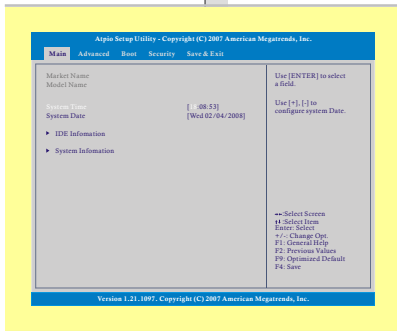 Atpio Setup Utility - Copyright (C) 2007 American Megatrends, Inc.
Main Advanced Boot Security Save & Exit
Market Name
Model Name
System Time [ :08:53]
System Date [Wed 02/04/2008]
IDE Infomation
System Infomation
Use [ENTER] to select
a field.
Use [+], [-] to
configure system Date.
:Select Screen
:Select Item
Enter: Select
+/-: Change Opt.
F1: General Help
F2: Previous Values
F9: Optimized Default
F4: Save
Version 1.21.1097. Copyright (C) 2007 American Megatrends, Inc.